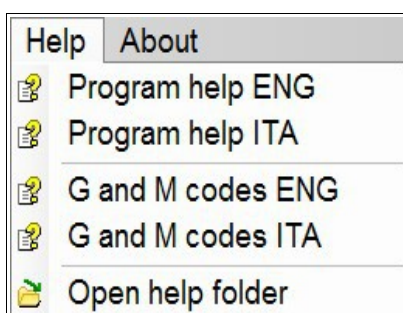 Help About
Program help ENG
Program help ITA
G and M codes ENG
G and M codes ITA
Open help folder